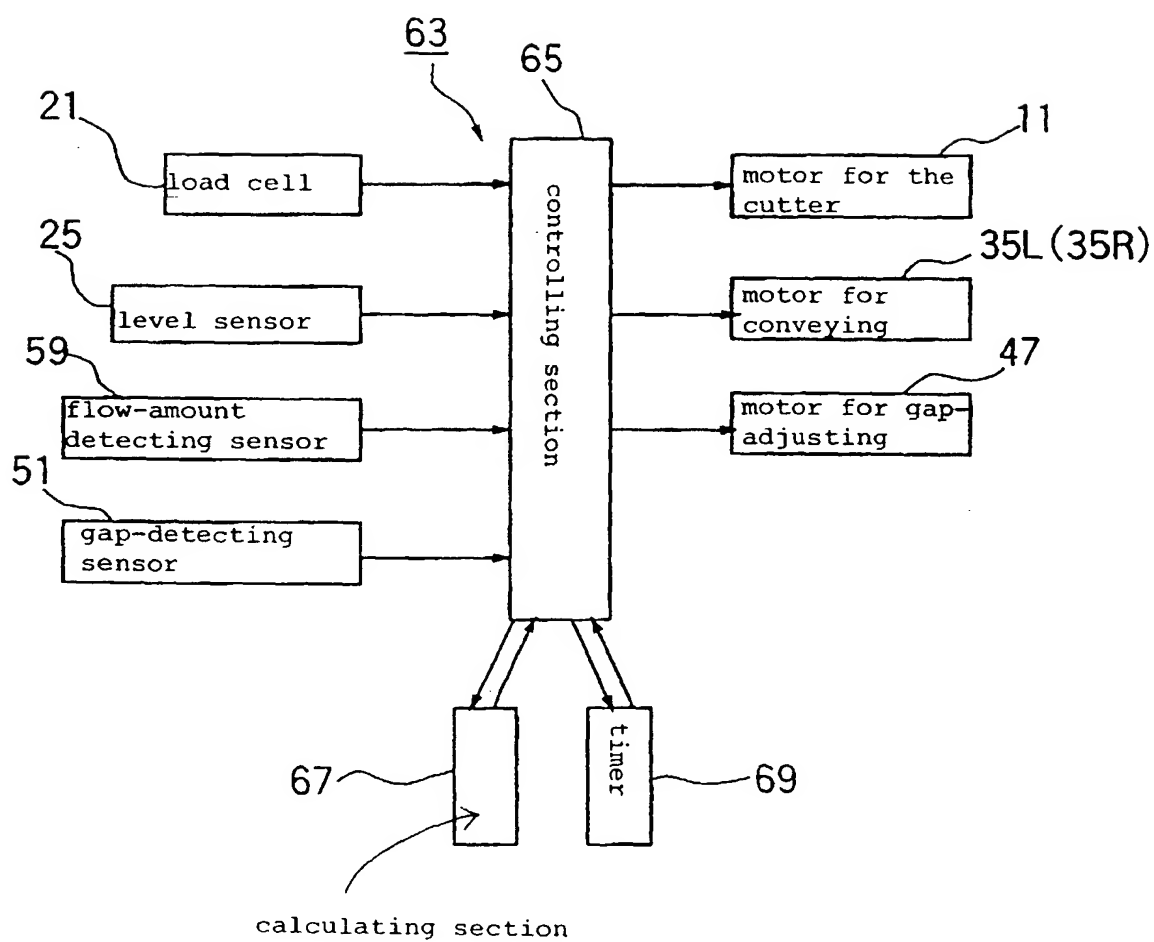 63
65
21
load cell
11
motor for the
cutter
25
level sensor
35L(35R)
motor for
conveying
59
flow-amount
detecting sensor
47
motor for gap-
adjusting
51
gap-detecting
sensor
controlling section
67
timer
69
calculating section